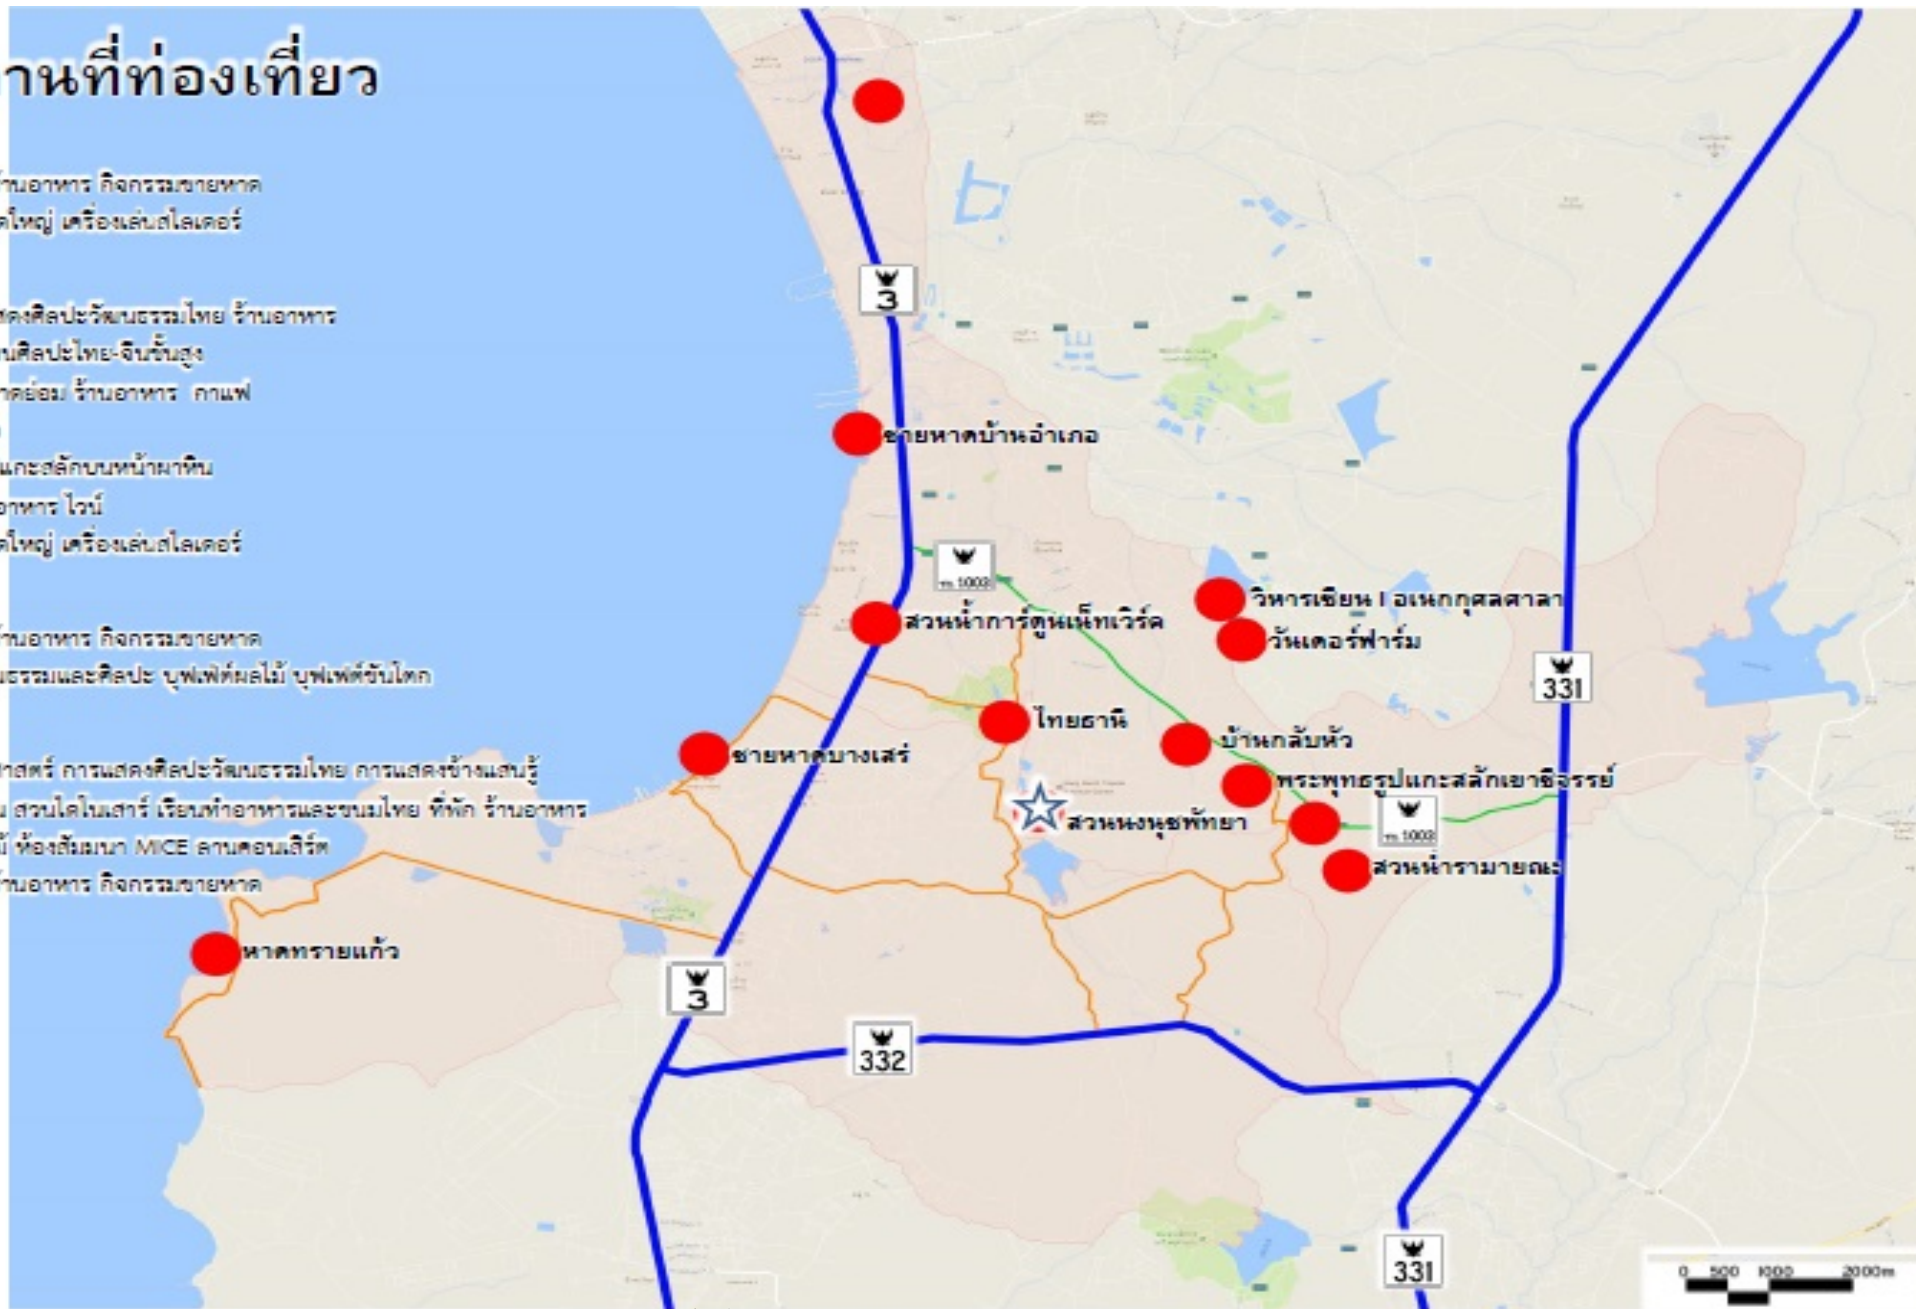 านที่ท่องเที่ยว
้านอาหาร กิจกรรมชายหาด
ดใหญ่ เครื่องเล่นสไลเดอร์
สดงศิลปะวัฒนธรรมไทย ร้านอาหาร
นศิลปะไทย-จีนชั้นสูง
าดย่อม ร้านอาหาร กาแฟ
แกะสลักบนหน้าผาหิน
อาหาร ไวน์
ดใหญ่ เครื่องเล่นสไลเดอร์
้านอาหาร กิจกรรมชายหาด
นธรรมและศิลปะ บุฟเฟ่ต์ผลไม้ บุฟเฟต์ขันโตก
าสตร์ การแสดงศิลปะวัฒนธรรมไทย การแสดงช้างแสนรู้
น สวนไดโนเสาร์ เรียนทำอาหารและขนมไทย ที่พัก ร้านอาหาร
้ ห้องสัมมนา MICE ลานคอนเสิร์ต
้านอาหาร กิจกรรมชายหาด
3
ชายหาดบ้านอำเภอ
1003
วิหารเซียน I อเนกกุศลศาลา
สวนน้ำการ์ตูนเน็ทเวิร์ค
วันเดอร์ฟาร์ม
331
ไทยธานี
บ้านกลับหัว
ชายหาดบางเสร่
พระพุทธรูปแกะสลักเขาชีจรรย์
สวนนงนุชพัทยา
1003
สวนน้ำรามายณะ
หาดทรายแก้ว
3
332
331
0 500 1000 2000m